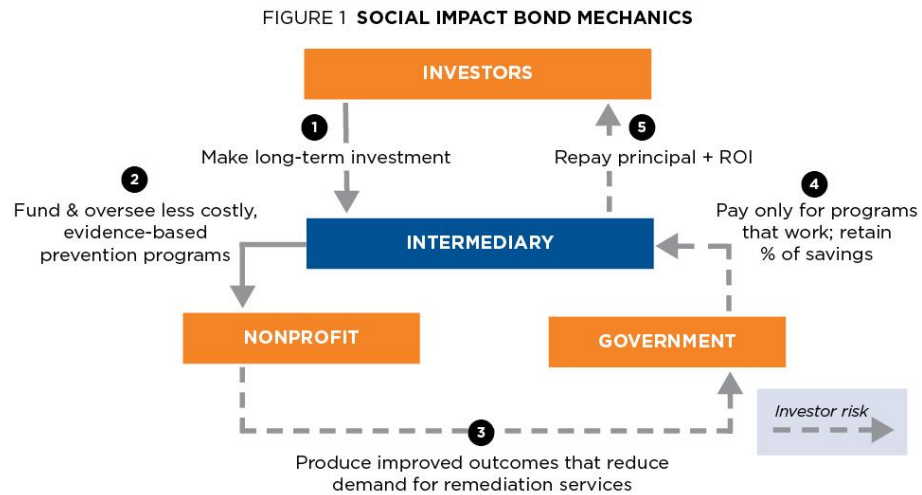 FIGURE 1 SOCIAL IMPACT BOND MECHANICS
INVESTORS
1
Make long-term investment
5
Repay principal + ROI
2
Fund & oversee less costly,
evidence-based
prevention programs
4
Pay only for programs
that work; retain
% of savings
INTERMEDIARY
NONPROFIT
GOVERNMENT
3
Produce improved outcomes that reduce
demand for remediation services
Investor risk